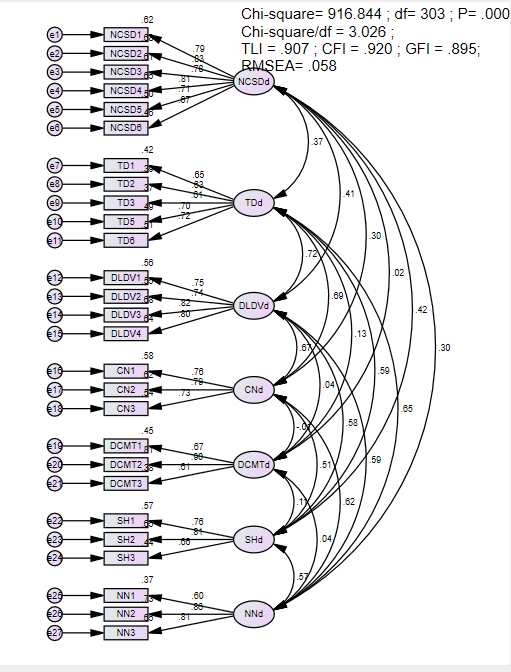 Chi-square= 916.844 ; df= 303 ; P= .000
Chi-square/df = 3.026 ;
TLI = .907 ; CFI = .920 ; GFI = .895;
RMSEA= .058
.62
e1 NCSD1 .79
e2 NCSD2 .83
e3 NCSD3 .78
NCSDd
e4 NCSD4 .81
e5 NCSD5 .71
e6 NCSD6 .67
.37
.42
e7 TD1 .65
e8 TD2 .63
e9 TD3 .61
TDd
e10 TD5 .70
e11 TD6 .72
.41
.30
.02
.42
.30
.72
.56
e12 DLDV1 .75
e13 DLDV2 .74
DLDVd
e14 DLDV3 .82
e15 DLDV4 .80
.69
.13
.59
.65
.67
.58
e16 CN1 .76
e17 CN2 .79
CNd
e18 CN3 .73
.04
.58
.59
.45
e19 DCMT1 .67
e20 DCMT2 .90
DCMTd
e21 DCMT3 .61
.51
.62
.11
.57
e22 SH1 .76
e23 SH2 .81
SHd
e24 SH3 .66
.04
.57
.37
e25 NN1 .60
e26 NN2
NNd
e27 NN3 .81